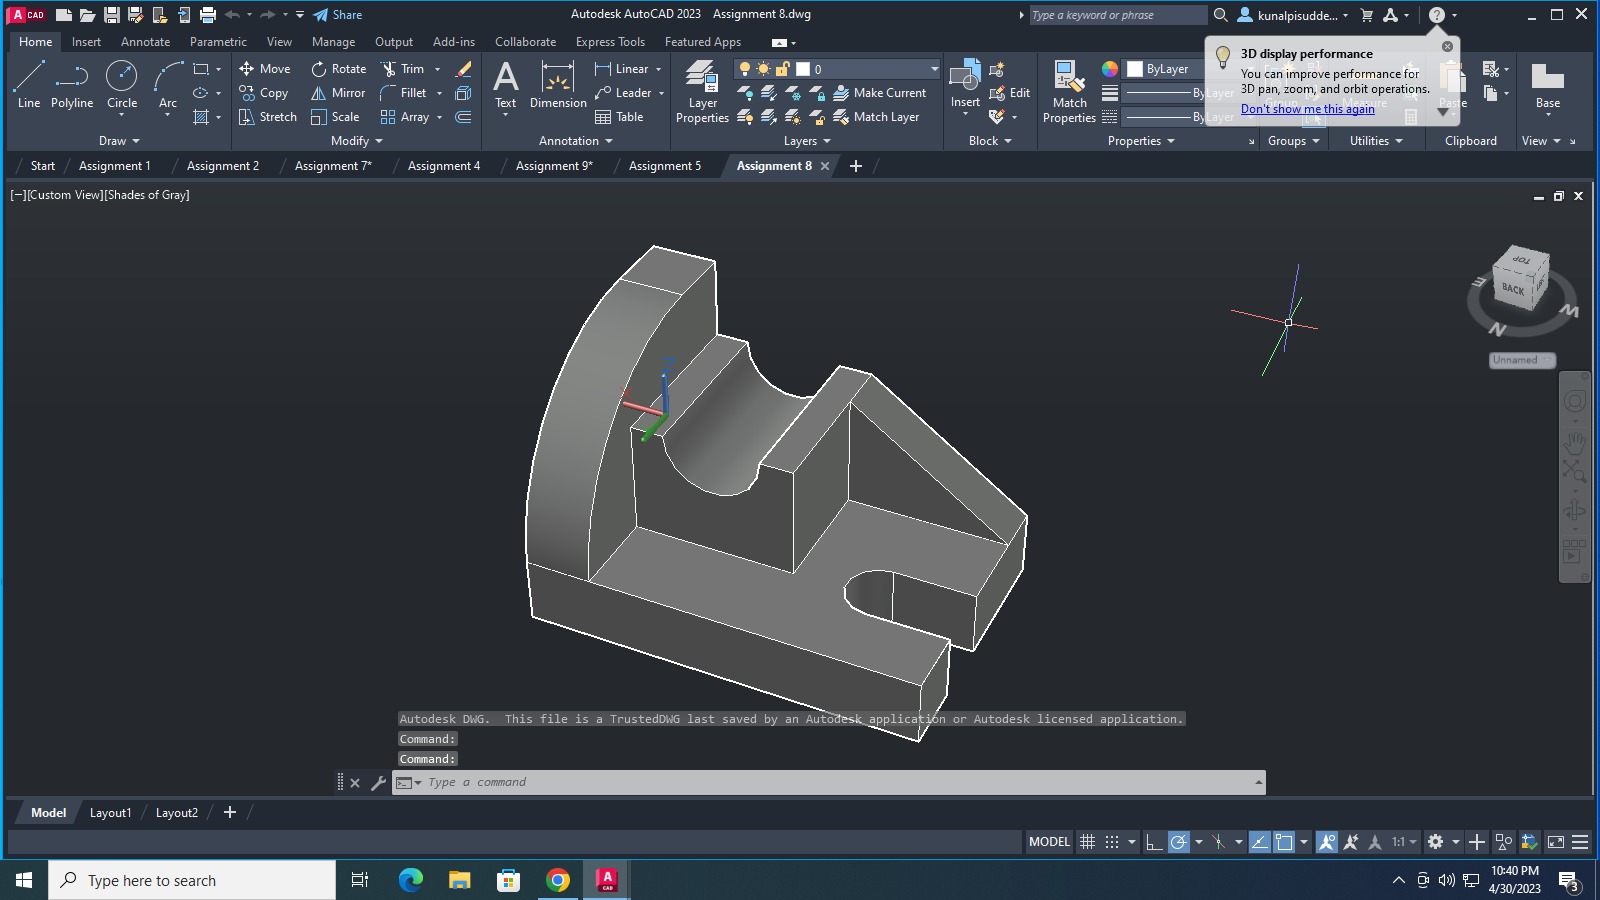 A CAD Share Autodesk AutoCAD 2023 Assignment 8.dwg Type a keyword or phrase kunalpisudde...
Home Insert Annotate Parametric View Manage Output Add-ins Collaborate Express Tools Featured Apps
3D display performance
You can improve performance for
3D pan, zoom, and orbit operations.
Don't show me this again
Line Polyline Circle Arc
Move Rotate Trim
Copy Mirror Fillet
Stretch Scale Array
Text Dimension
Linear
Leader
Table
Layer
Properties
0
Make Current
Match Layer
Insert
Edit
Match
Properties
ByLayer
Paste
Base
Draw Modify Annotation Layers Block Properties Groups Utilities Clipboard View
Start Assignment 1 Assignment 2 Assignment 7* Assignment 4 Assignment 9* Assignment 5 Assignment 8
[−][Custom View][Shades of Gray]
TOP
BACK
E
W
N
Unnamed
Autodesk DWG. This file is a TrustedDWG last saved by an Autodesk application or Autodesk licensed application.
Command:
Command:
Type a command
Model Layout1 Layout2
MODEL 1:1
Type here to search
A CAD
10:40 PM
4/30/2023
3